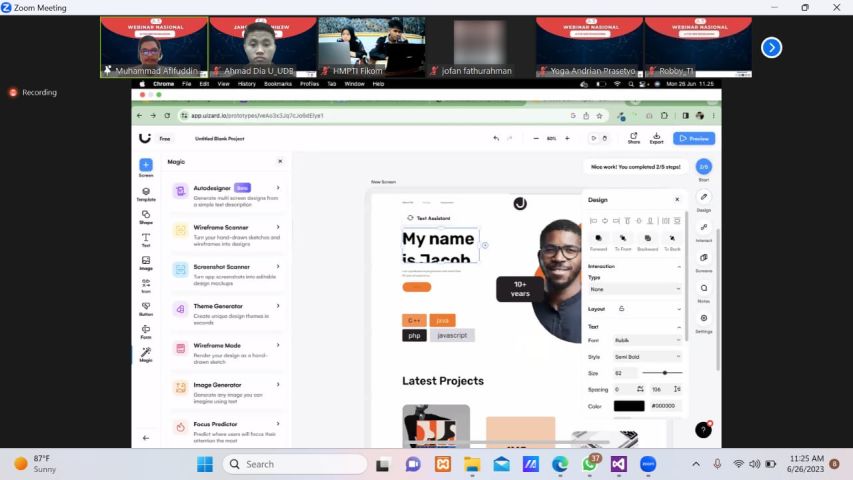 Zoom Meeting
WEBINAR NASIONAL
WEBINAR NASIONAL
WEBINAR NASIONAL
Muhammad Afifuddin
Ahmad Dia U_UDB
HMPTI Fikom
jofan fathurahman
Yoga Andrian Prasetyo
Robby_TI
Recording
Chrome File Edit View History Bookmarks Profiles Tab Window Help
Mon 26 Jun 11.25
Free
Untitled Blank Project
60%
Share
Export
Preview
Screen
Template
Shape
Text
Image
Icon
Button
Form
Magic
Magic
Autodesigner Beta
Generate multi screen designs from a simple text description
Wireframe Scanner
Turn your hand-drawn sketches and wireframes into designs
Screenshot Scanner
Turn app screenshots into editable design mockups
Theme Generator
Create unique design themes in seconds
Wireframe Mode
Render your design as a hand-drawn sketch
Image Generator
Generate any image you can imagine using text
Focus Predictor
Predict where users will focus their attention the most
Nice work! You completed 2/5 steps!
2/5
Start
New Screen
Text Assistant
My name
is Jacob
10+
years
C++
java
php
javascript
Latest Projects
Design
Forward
To Front
Backward
To Back
Interaction
Type
None
Layout
Text
Font Rubik
Style Semi Bold
Size 62
Spacing 0 106
Color #000000
Design
Interact
Screens
Notes
Settings
87°F
Sunny
Search
37
zoom
11:25 AM
6/26/2023
8